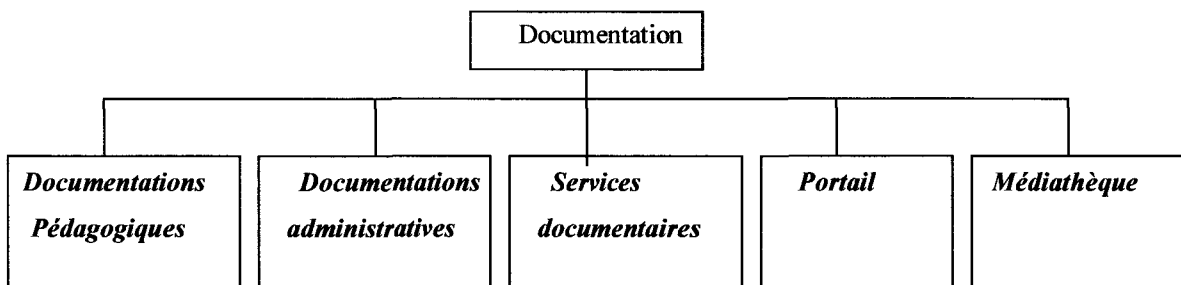 Documentation
Documentations
Pédagogiques
Documentations
administratives
Services
documentaires
Portail
Médiathèque